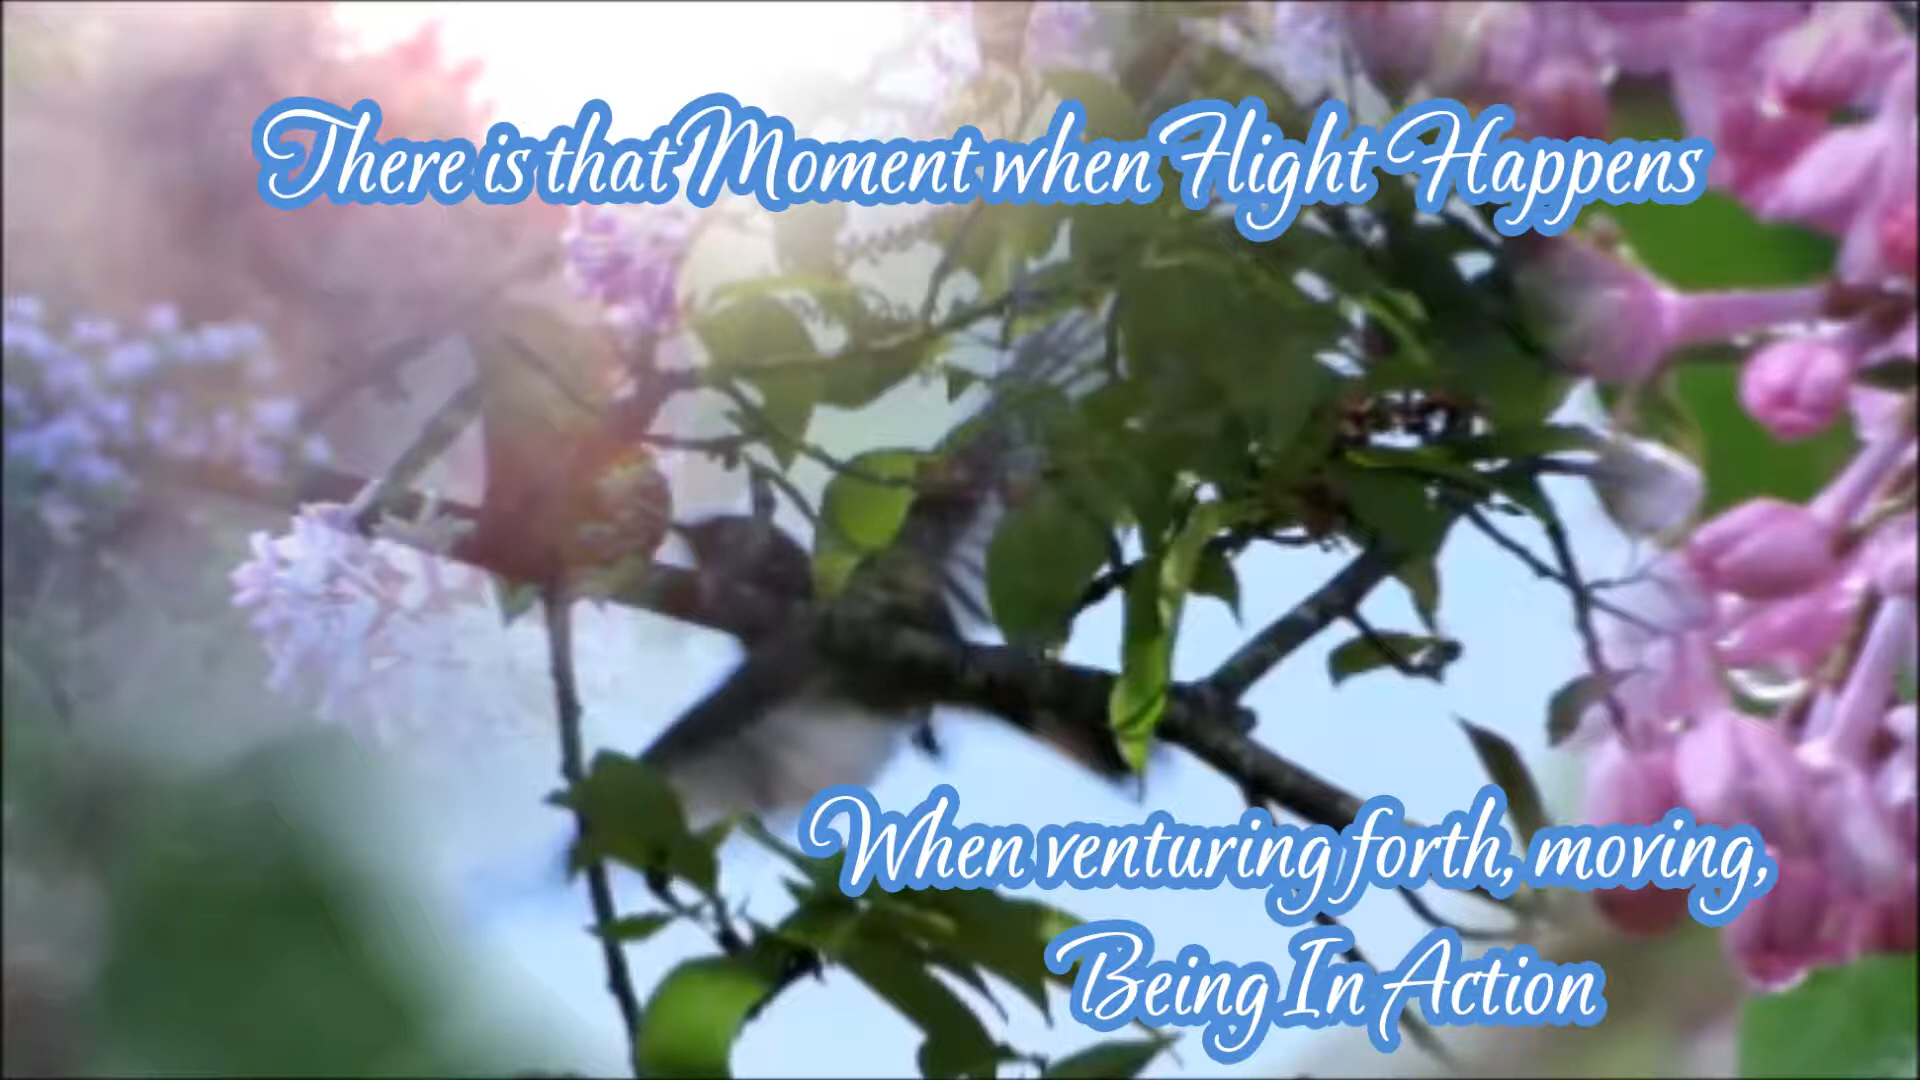 There is that Moment when Flight Happens
When venturing forth, moving,
Being In Action